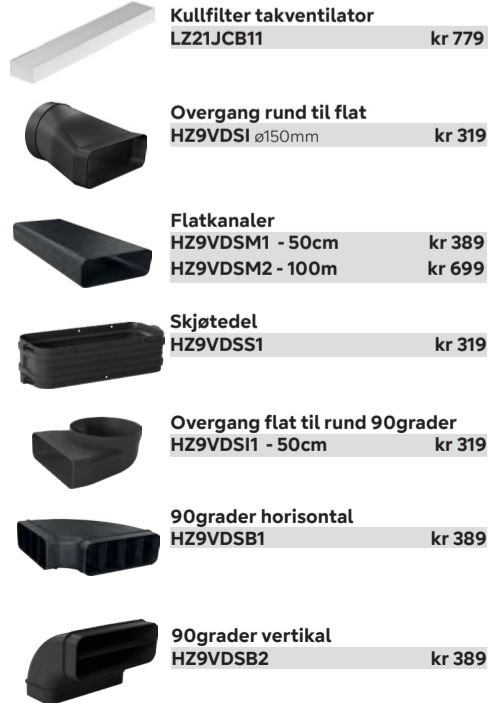 Kullfilter takventilator
LZ21JCB11 kr 779
Overgang rund til flat
HZ9VDSI ø150mm kr 319
Flatkanaler
HZ9VDSM1 - 50cm kr 389
HZ9VDSM2 - 100m kr 699
Skjøtedel
HZ9VDSS1 kr 319
Overgang flat til rund 90grader
HZ9VDSI1 - 50cm kr 319
90grader horisontal
HZ9VDSB1 kr 389
90grader vertikal
HZ9VDSB2 kr 389